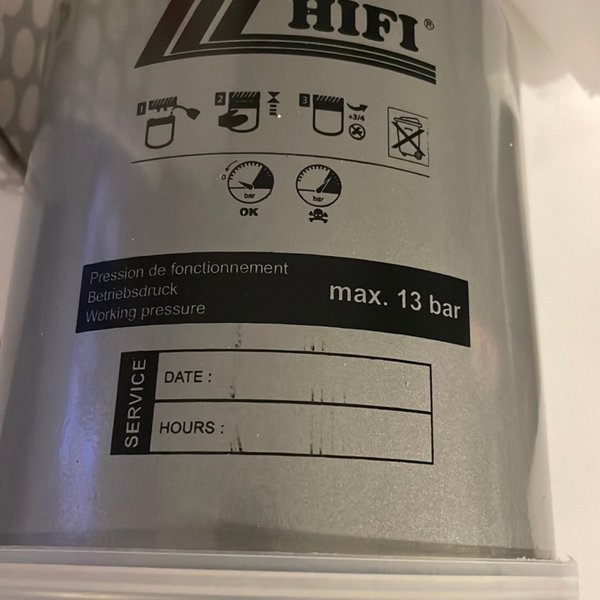 HIFI®
1
2
3
+3/4
0
bar
bar
OK
Pression de fonctionnement
Betriebsdruck
Working pressure
max. 13 bar
SERVICE
DATE :
HOURS :